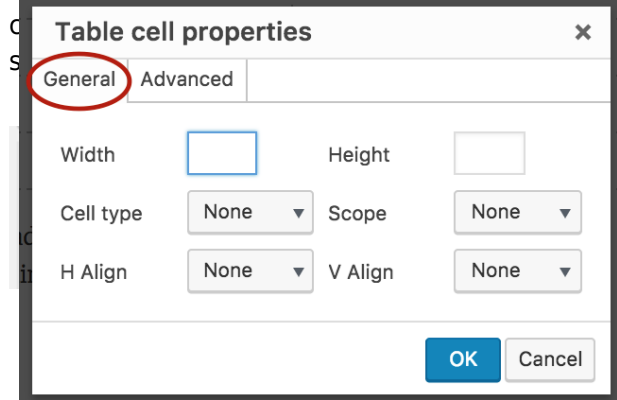 Table cell properties ×
General Advanced
Width Height
Cell type None Scope None
H Align None V Align None
OK Cancel